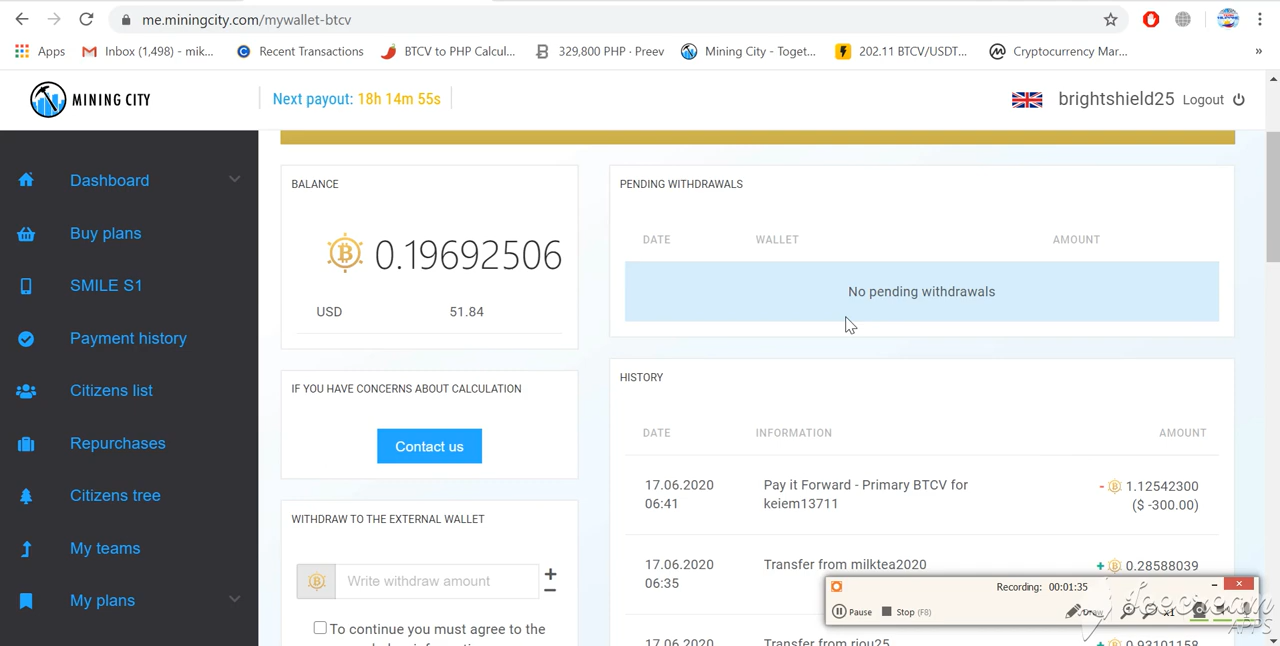 me.miningcity.com/mywallet-btcv
Apps
Inbox (1,498) - mik...
Recent Transactions
BTCV to PHP Calcul...
329,800 PHP · Preev
Mining City - Toget...
202.11 BTCV/USDT...
Cryptocurrency Mar...
»
MINING CITY
Next payout: 18h 14m 55s
brightshield25
Logout
Dashboard
Buy plans
SMILE S1
Payment history
Citizens list
Repurchases
Citizens tree
My teams
My plans
BALANCE
0.19692506
USD 51.84
IF YOU HAVE CONCERNS ABOUT CALCULATION
Contact us
WITHDRAW TO THE EXTERNAL WALLET
Write withdraw amount
To continue you must agree to the
PENDING WITHDRAWALS
DATE WALLET AMOUNT
No pending withdrawals
HISTORY
DATE INFORMATION AMOUNT
17.06.2020 Pay it Forward - Primary BTCV for - 1.12542300
06:41 keiem13711 ($ -300.00)
17.06.2020 Transfer from milktea2020 + 0.28588039
06:35
17.06.2020 Transfer from riou25 + 0.93101158
Recording: 00:01:35
Pause Stop (F8) Draw x1
Icecream
APPS